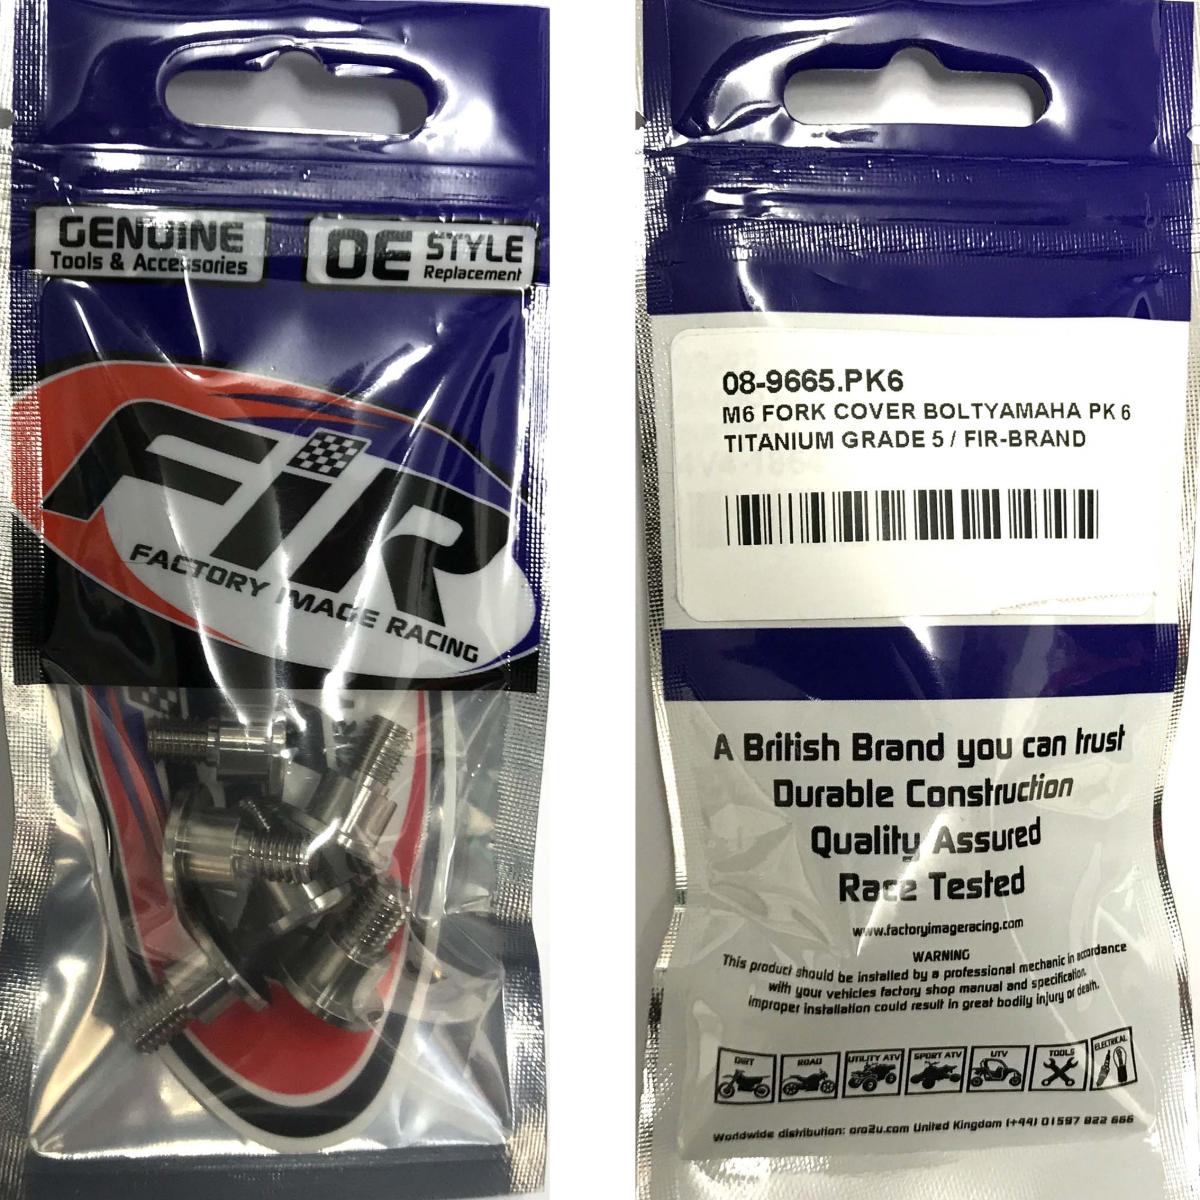 GENUINE
Tools & Accessories
OE STYLE
Replacement
FiR
FACTORY IMAGE RACING
08-9665.PK6
M6 FORK COVER BOLTYAMAHA PK 6
TITANIUM GRADE 5 / FIR-BRAND
A British Brand you can trust
Durable Construction
Quality Assured
Race Tested
www.factoryimageracing.com
WARNING
This product should be installed by a professional mechanic in accordance
with your vehicles factory shop manual and specification.
improper installation could result in great bodily injury or death.
DIRT
ROAD
UTILITY ATV
SPORT ATV
UTV
TOOLS
ELECTRICAL
Worldwide distribution: oro2u.com United Kingdom (+44) 01597 822 666